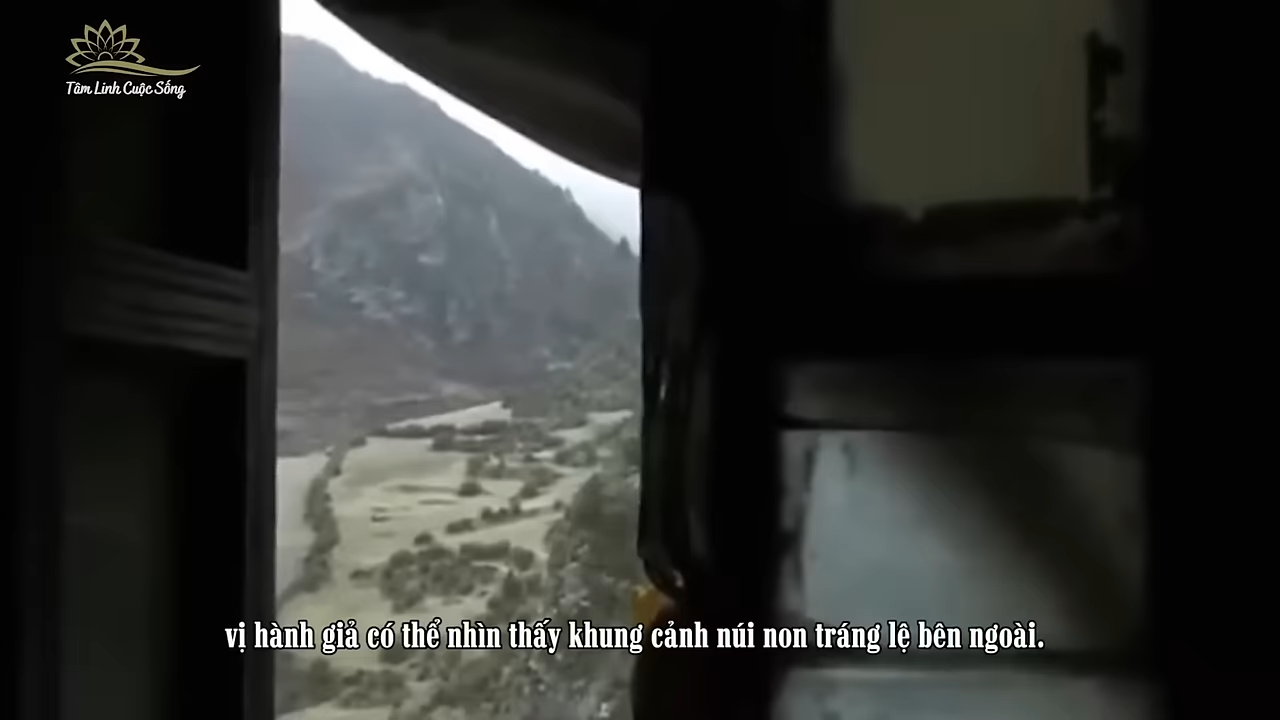 Tâm Linh Cuộc Sống
vị hành giả có thể nhìn thấy khung cảnh núi non tráng lệ bên ngoài.